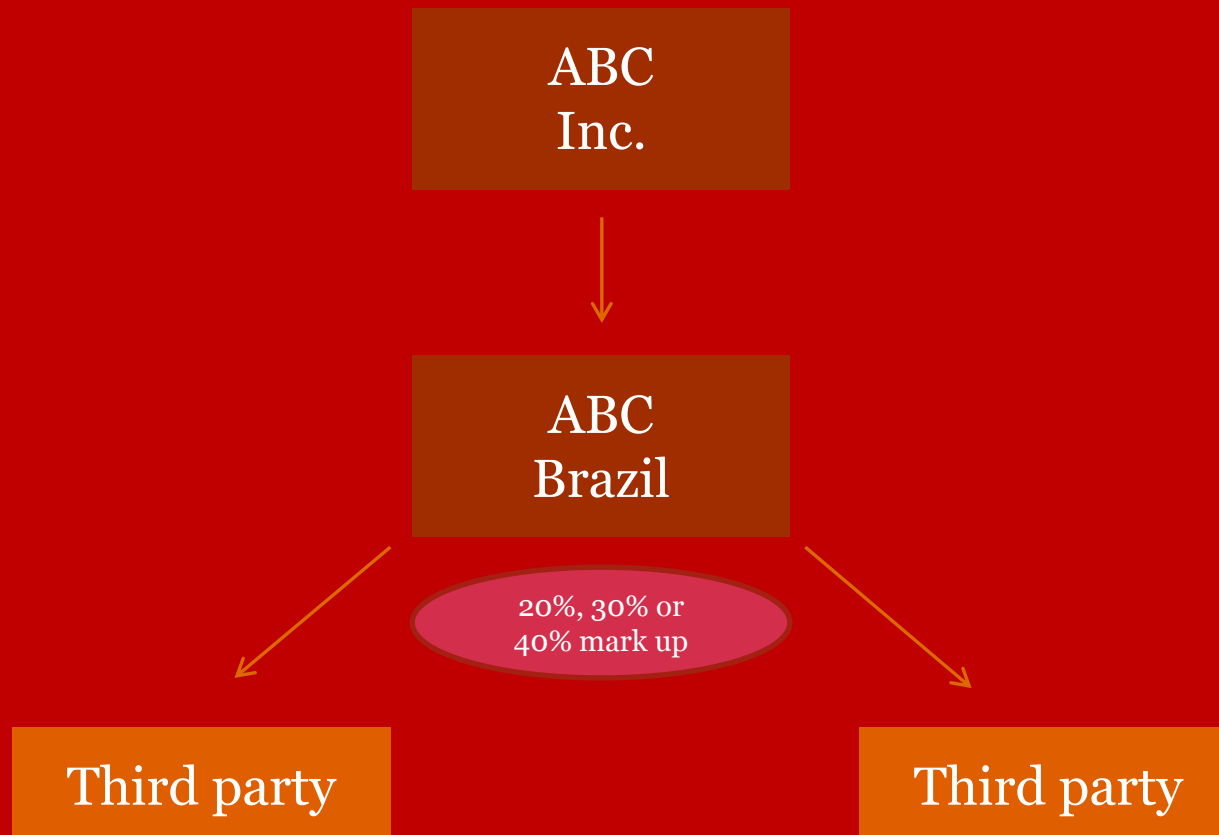 ABC
Inc.
ABC
Brazil
20%, 30% or
40% mark up
Third party
Third party